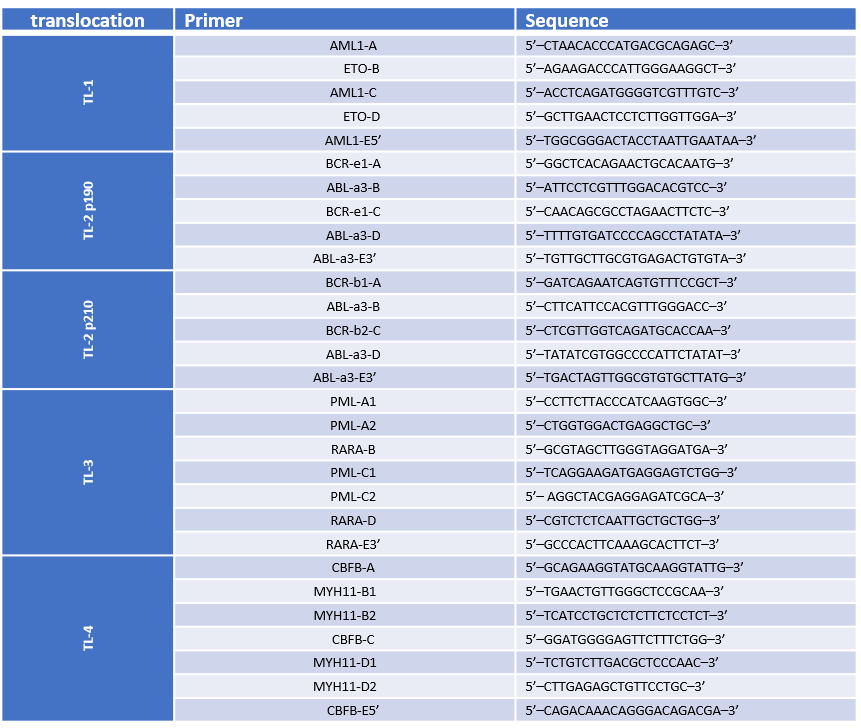 translocation Primer Sequence
TL-1
AML1-A 5’–CTAACACCCATGACGCAGAGC–3’
ETO-B 5’–AGAAGACCCATTGGGAAGGCT–3’
AML1-C 5’–ACCTCAGATGGGGTCGTTTGTC–3’
ETO-D 5’–GCTTGAACTCCTCTTGGTTGGA–3’
AML1-E5’ 5’–TGGCGGGACTACCTAATTGAATAA–3’
TL-2 p190
BCR-e1-A 5’–GGCTCACAGAACTGCACAATG–3’
ABL-a3-B 5’–ATTCCTCGTTTGGACACGTCC–3’
BCR-e1-C 5’–CAACAGCGCCTAGAACTTCTC–3’
ABL-a3-D 5’–TTTTGTGATCCCCAGCCTATATA–3’
ABL-a3-E3’ 5’–TGTTGCTTGCGTGAGACTGTGTA–3’
TL-2 p210
BCR-b1-A 5’–GATCAGAATCAGTGTTTCCGCT–3’
ABL-a3-B 5’–CTTCATTCCACGTTTGGGACC–3’
BCR-b2-C 5’–CTCGTTGGTCAGATGCACCAA–3’
ABL-a3-D 5’–TATATCGTGGCCCCATTCTATAT–3’
ABL-a3-E3’ 5’–TGACTAGTTGGCGTGTGCTTATG–3’
TL-3
PML-A1 5’–CCTTCTTACCCATCAAGTGGC–3’
PML-A2 5’–CTGGTGGACTGAGGCTGC–3’
RARA-B 5’–GCGTAGCTTGGGTAGGATGA–3’
PML-C1 5’–TCAGGAAGATGAGGAGTCTGG–3’
PML-C2 5’– AGGCTACGAGGAGATCGCA–3’
RARA-D 5’–CGTCTCTCAATTGCTGCTGG–3’
RARA-E3’ 5’–GCCCACTTCAAAGCACTTCT–3’
TL-4
CBFB-A 5’–GCAGAAGGTATGCAAGGTATTG–3’
MYH11-B1 5’–TGAACTGTTGGGCTCCGCAA–3’
MYH11-B2 5’–TCATCCTGCTCTCTTCTCCTCT–3’
CBFB-C 5’–GGATGGGGAGTTCTTTCTGG–3’
MYH11-D1 5’–TCTGTCTTGACGCTCCCAAC–3’
MYH11-D2 5’–CTTGAGAGCTGTTCCTGC–3’
CBFB-E5’ 5’–CAGACAAACAGGGACAGACGA–3’